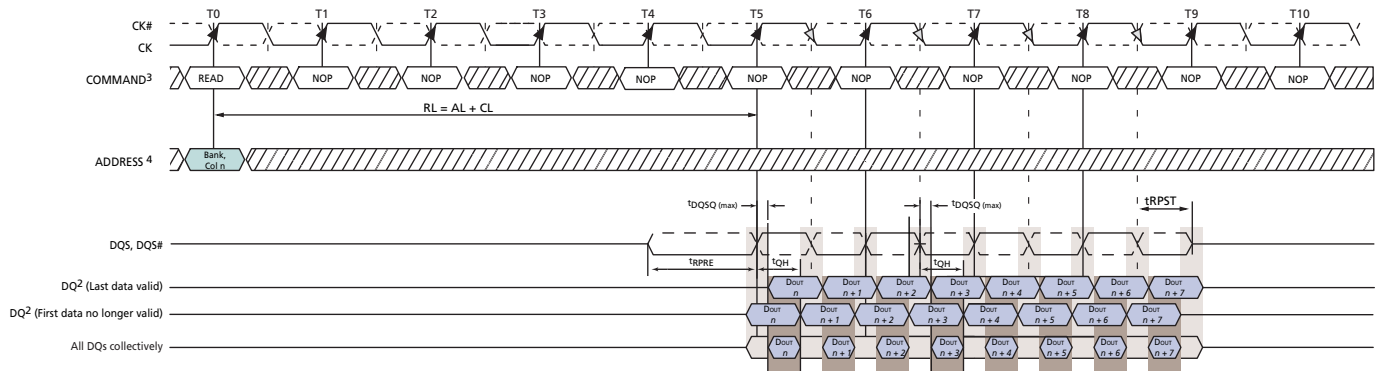 T0 T1 T2 T3 T4 T5 T6 T7 T8 T9 T10
CK#
CK
COMMAND3 READ NOP NOP NOP NOP NOP NOP NOP NOP NOP NOP
RL = AL + CL
ADDRESS 4 Bank,
Col n
tDQSQ (max) tDQSQ (max) tRPST
DQS, DQS#
tRPRE tQH tQH
DQ2 (Last data valid) DOUT n DOUT n + 1 DOUT n + 2 DOUT n + 3 DOUT n + 4 DOUT n + 5 DOUT n + 6 DOUT n + 7
DQ2 (First data no longer valid) DOUT n DOUT n + 1 DOUT n + 2 DOUT n + 3 DOUT n + 4 DOUT n + 5 DOUT n + 6 DOUT n + 7
All DQs collectively DOUT n DOUT n + 1 DOUT n + 2 DOUT n + 3 DOUT n + 4 DOUT n + 5 DOUT n + 6 DOUT n + 7